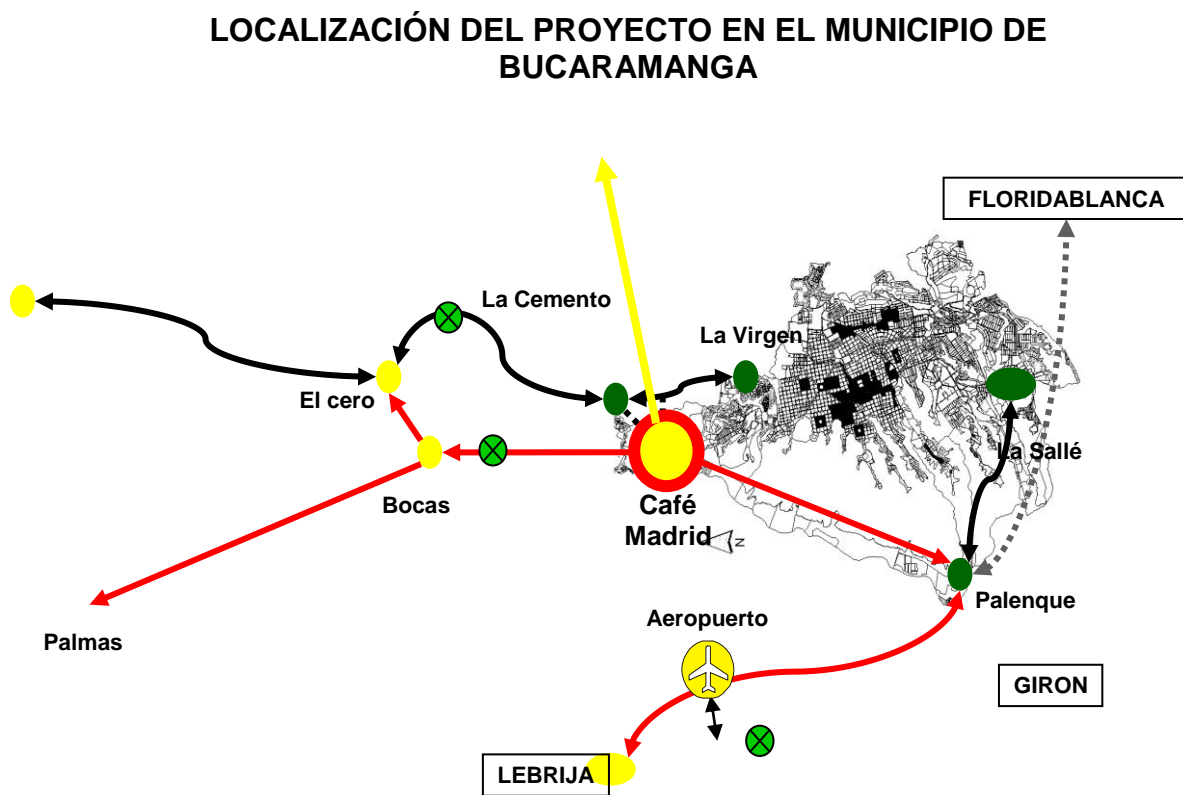 LOCALIZACIÓN DEL PROYECTO EN EL MUNICIPIO DE
BUCARAMANGA
FLORIDABLANCA
La Cemento
La Virgen
El cero
La Sallé
Bocas
Café
Madrid
N
Palenque
Aeropuerto
Palmas
GIRON
LEBRIJA